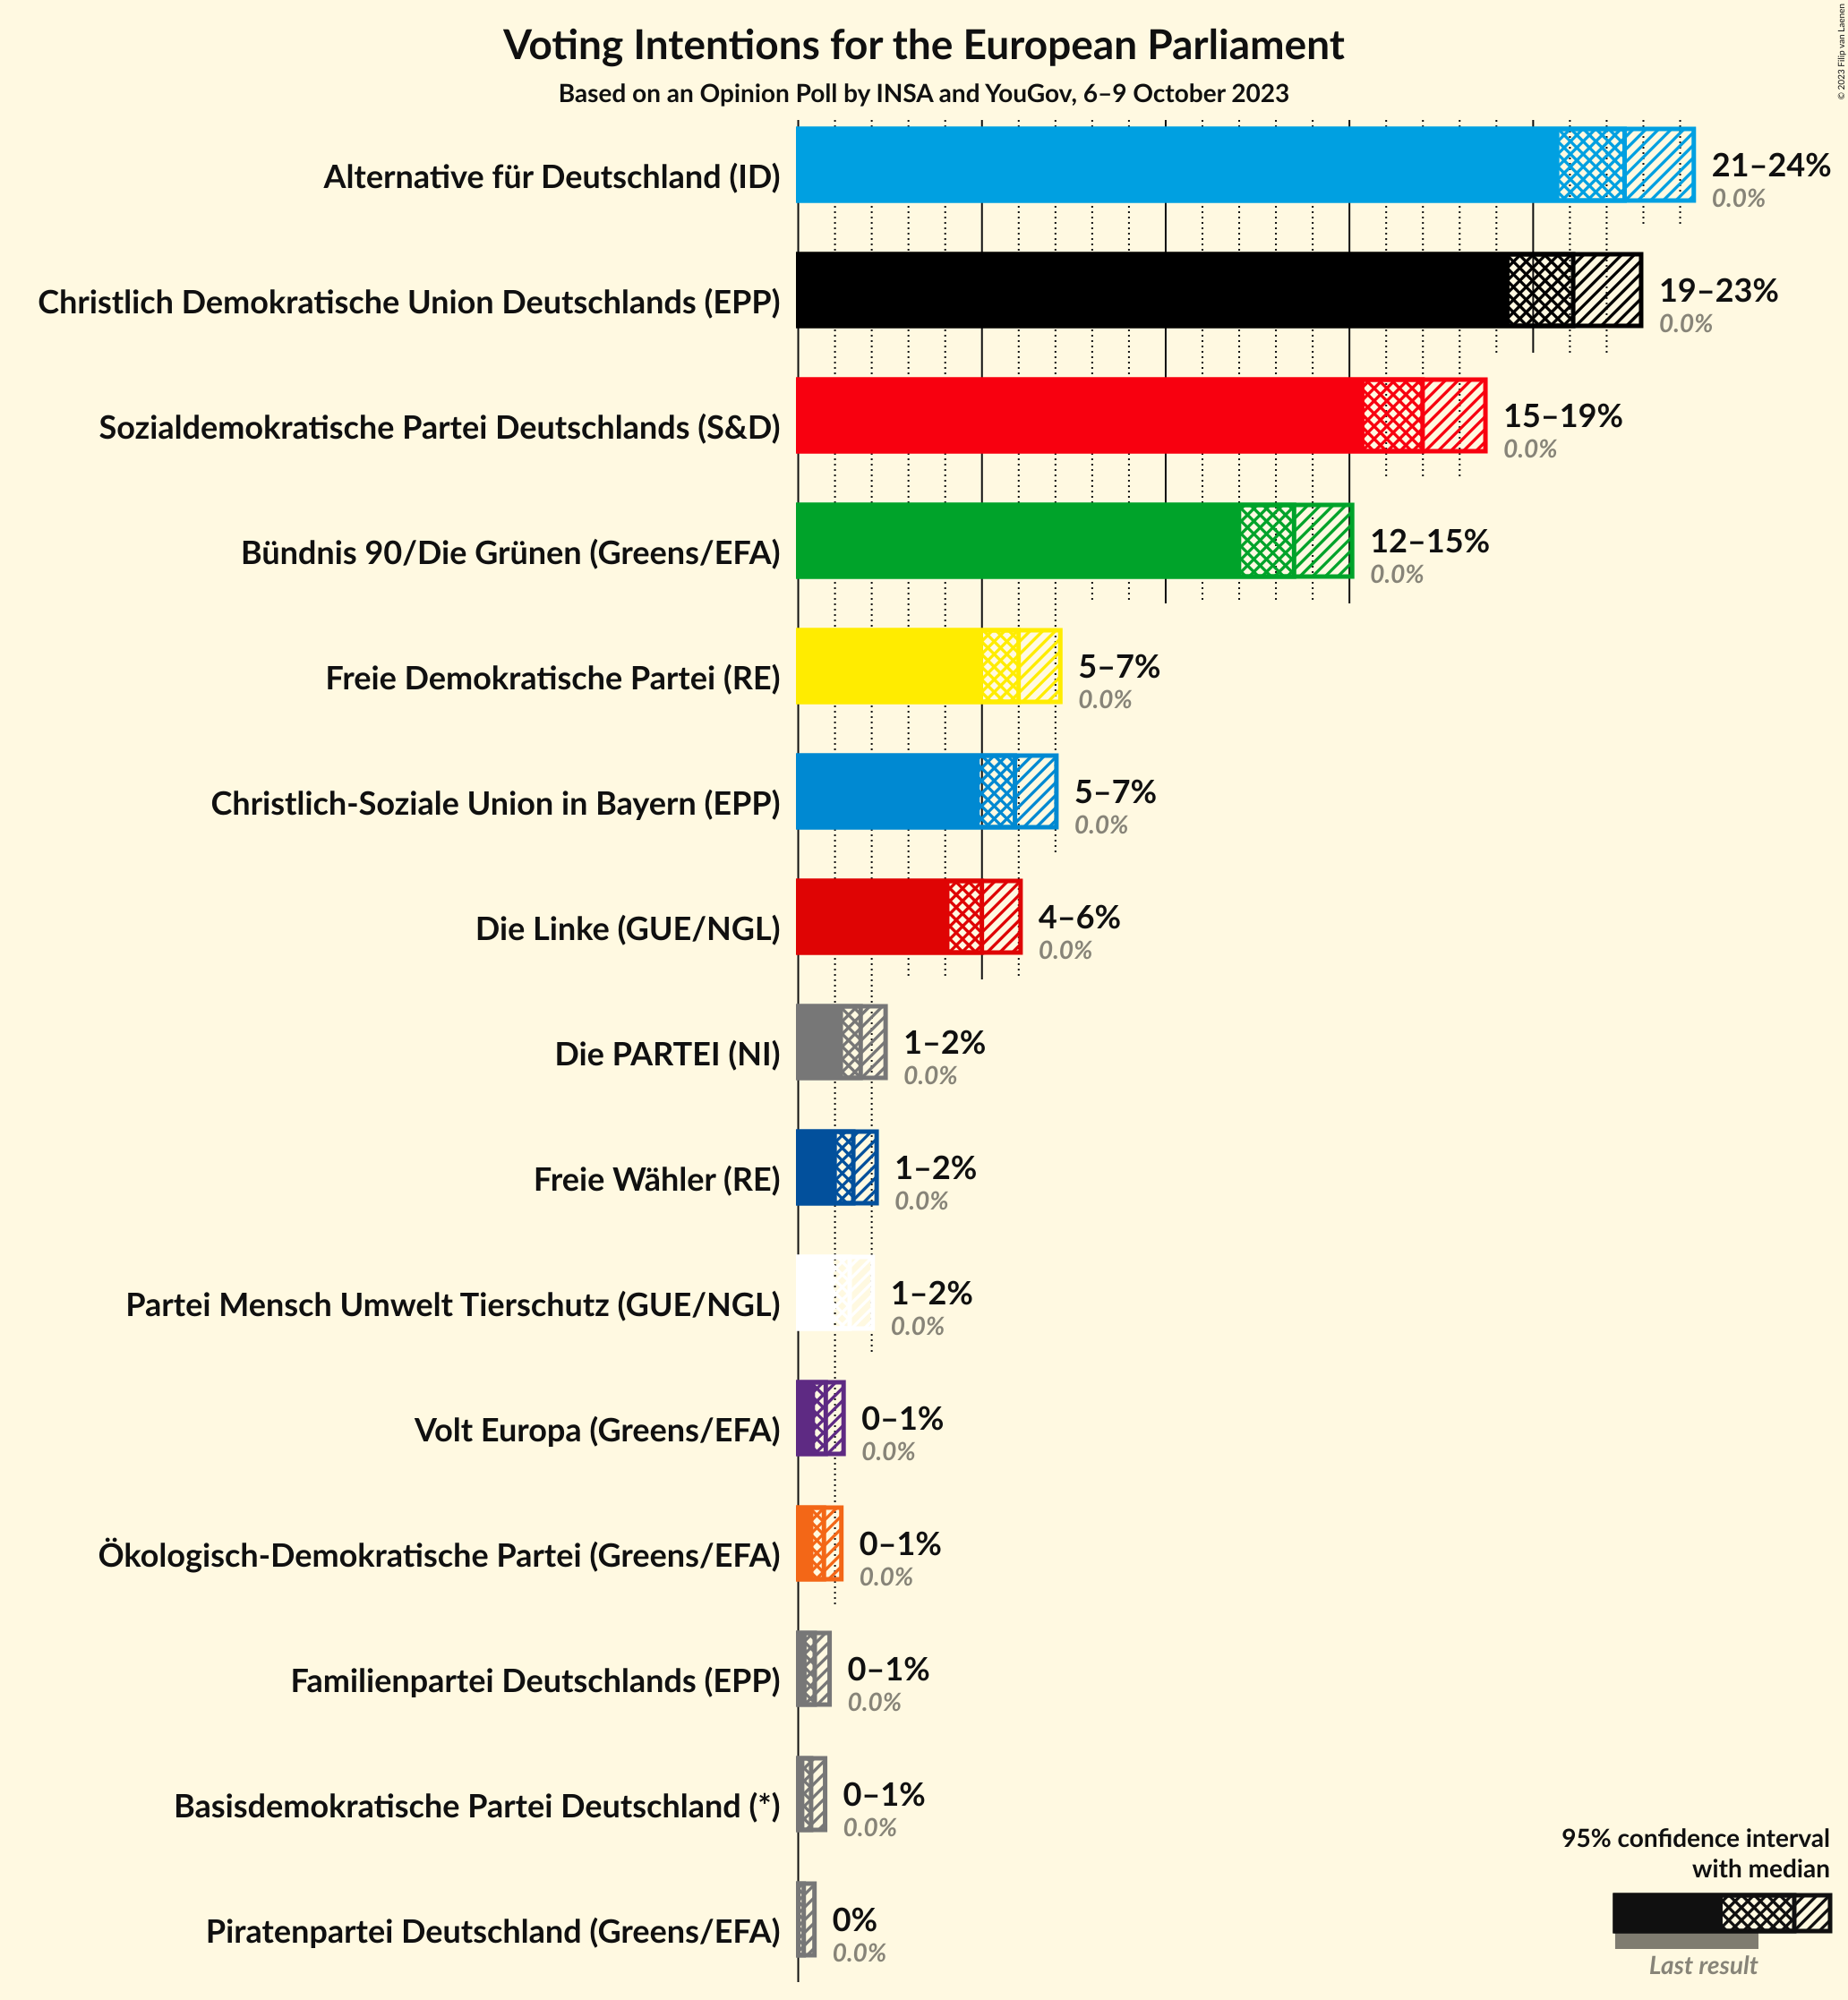 Voting Intentions for the European Parliament
Based on an Opinion Poll by INSA and YouGov, 6–9 October 2023
© 2023 Filip van Laenen
Alternative für Deutschland (ID)
21–24%
0.0%
Christlich Demokratische Union Deutschlands (EPP)
19–23%
0.0%
Sozialdemokratische Partei Deutschlands (S&D)
15–19%
0.0%
Bündnis 90/Die Grünen (Greens/EFA)
12–15%
0.0%
Freie Demokratische Partei (RE)
5–7%
0.0%
Christlich-Soziale Union in Bayern (EPP)
5–7%
0.0%
Die Linke (GUE/NGL)
4–6%
0.0%
Die PARTEI (NI)
1–2%
0.0%
Freie Wähler (RE)
1–2%
0.0%
Partei Mensch Umwelt Tierschutz (GUE/NGL)
1–2%
0.0%
Volt Europa (Greens/EFA)
0–1%
0.0%
Ökologisch-Demokratische Partei (Greens/EFA)
0–1%
0.0%
Familienpartei Deutschlands (EPP)
0–1%
0.0%
Basisdemokratische Partei Deutschland (*)
0–1%
0.0%
Piratenpartei Deutschland (Greens/EFA)
0%
0.0%
95% confidence interval
with median
Last result